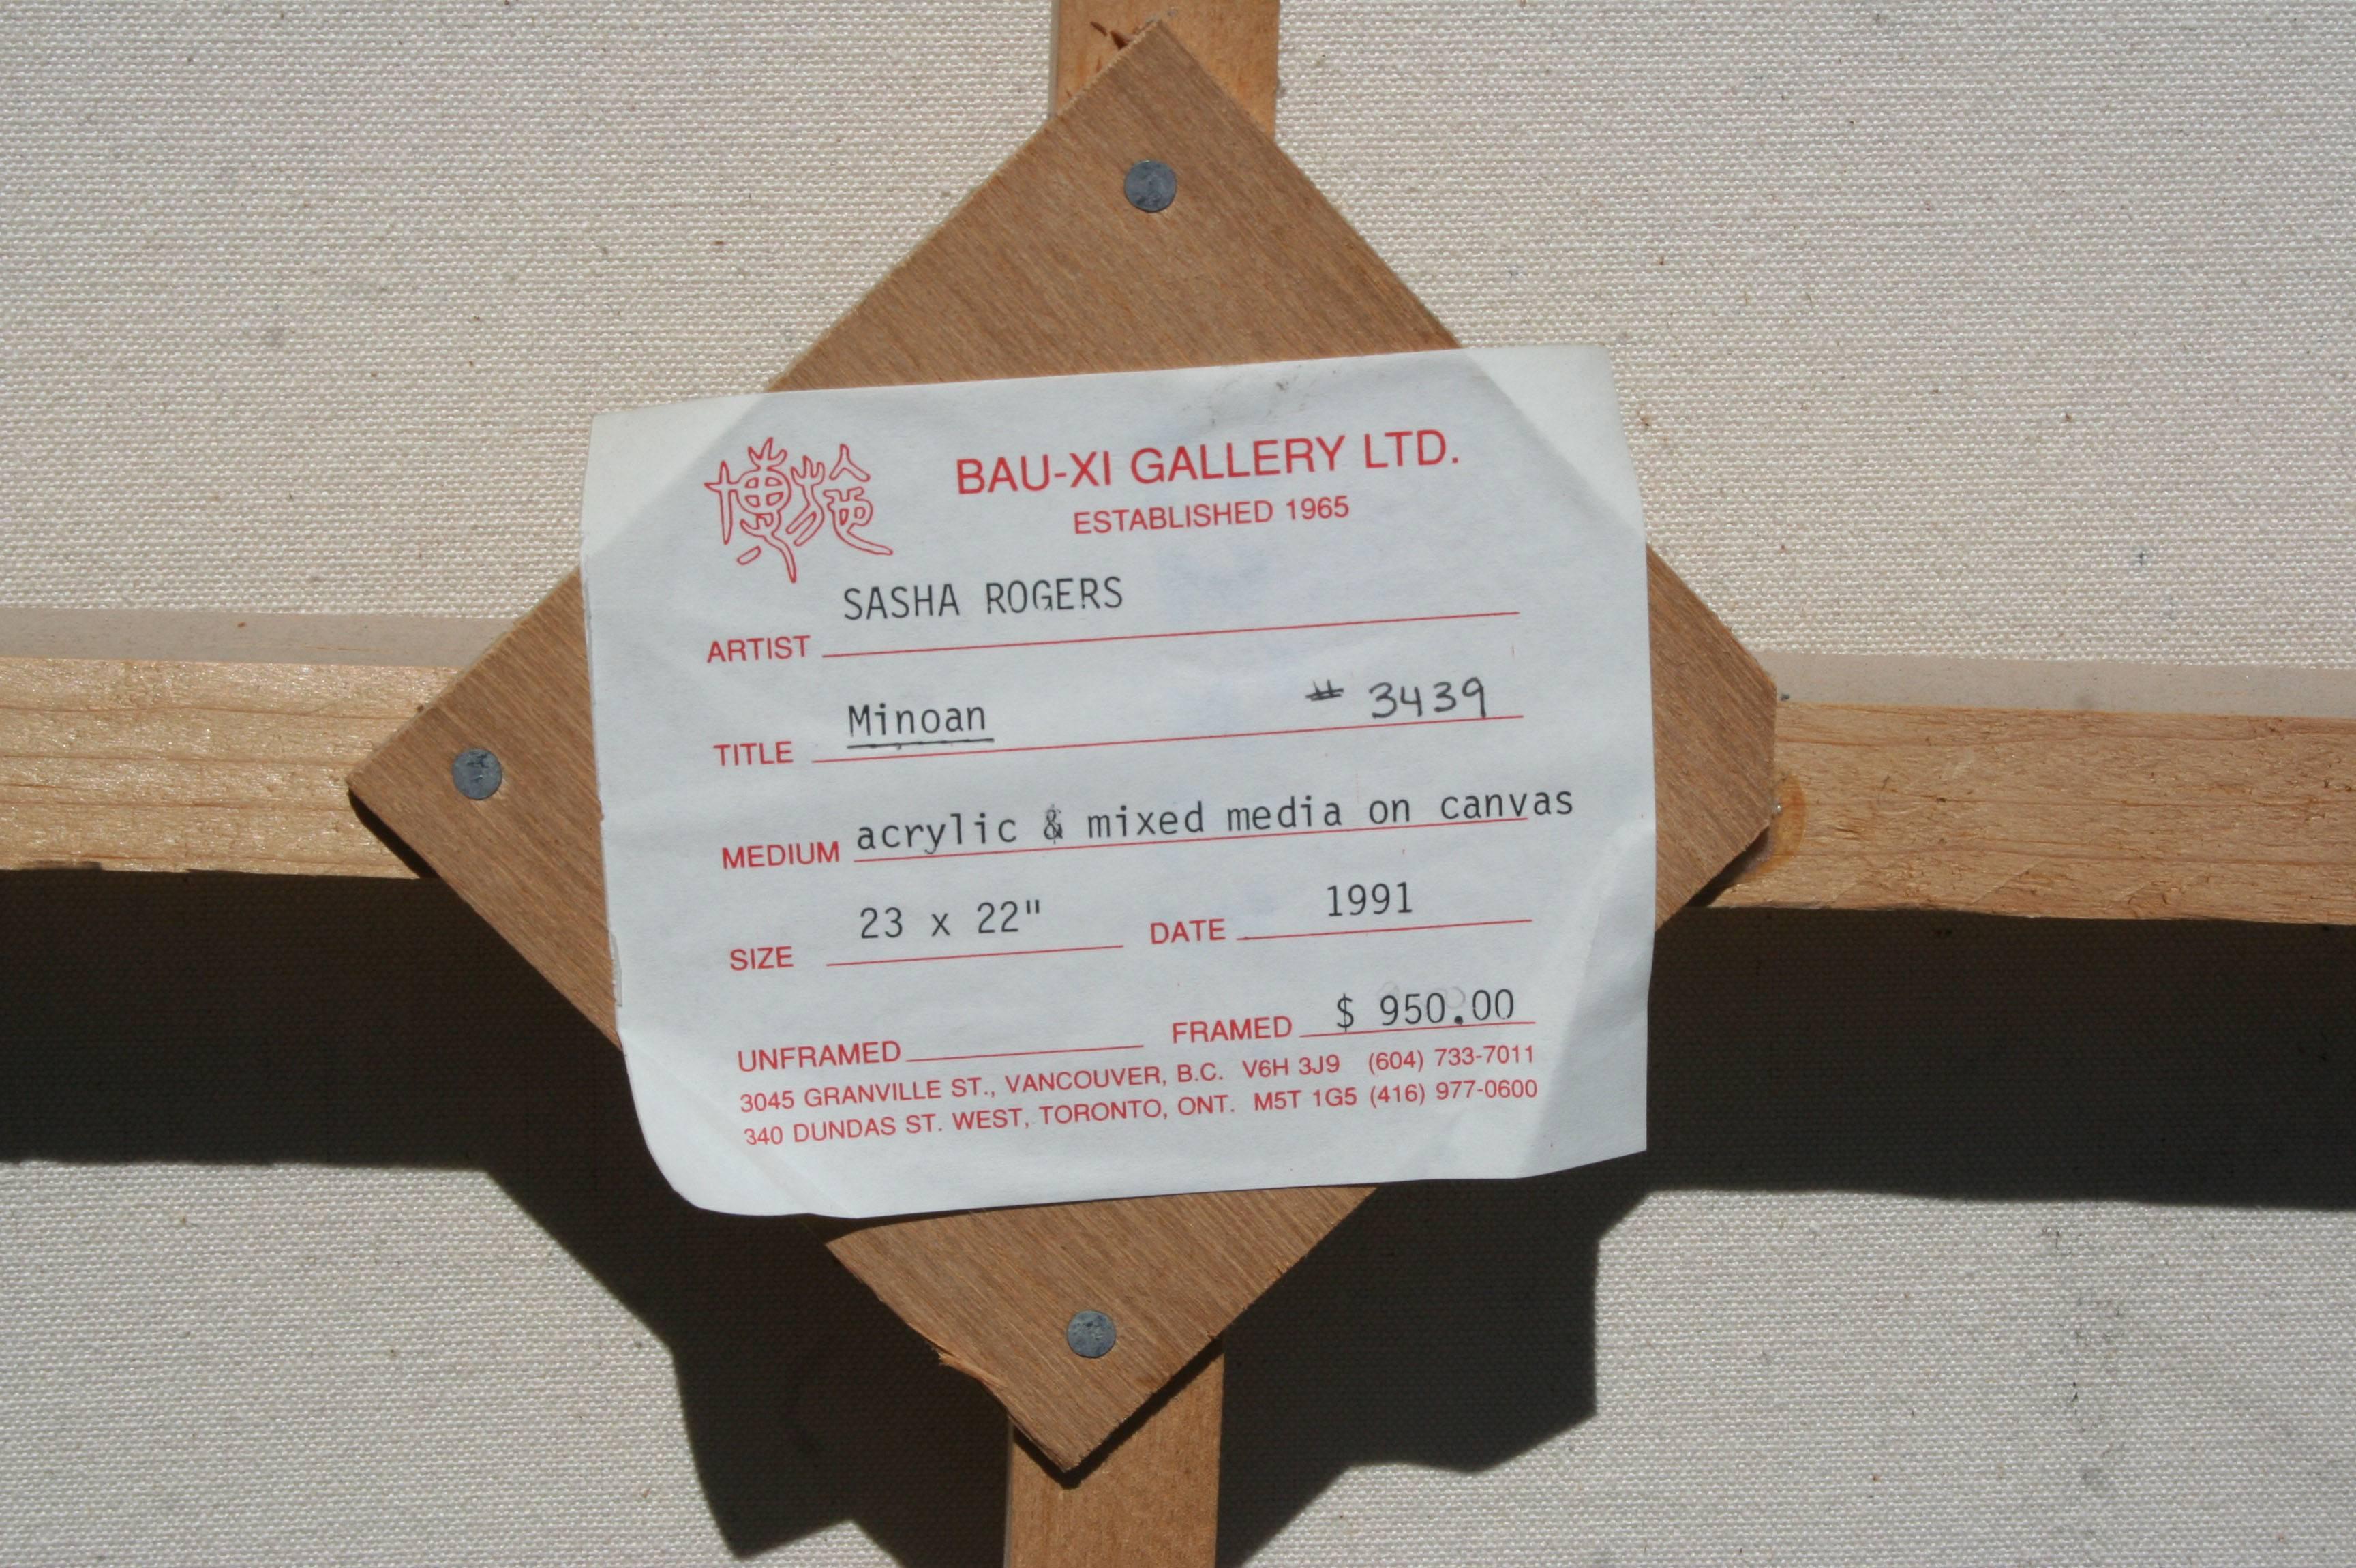 博施
BAU-XI GALLERY LTD.
ESTABLISHED 1965
ARTIST SASHA ROGERS
TITLE Minoan # 3439
MEDIUM acrylic & mixed media on canvas
SIZE 23 x 22" DATE 1991
UNFRAMED FRAMED $ 950.00
3045 GRANVILLE ST., VANCOUVER, B.C. V6H 3J9 (604) 733-7011
340 DUNDAS ST. WEST, TORONTO, ONT. M5T 1G5 (416) 977-0600